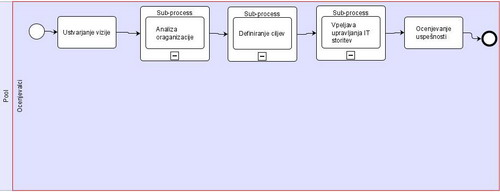 Pool
Ocenjevalci
Ustvarjanje vizije
Sub-process
Analiza
oraganizacije
Sub-process
Definiranje ciljev
Sub-process
Vpeljava
upravljanja IT
storitev
Ocenjevanje
uspešnosti